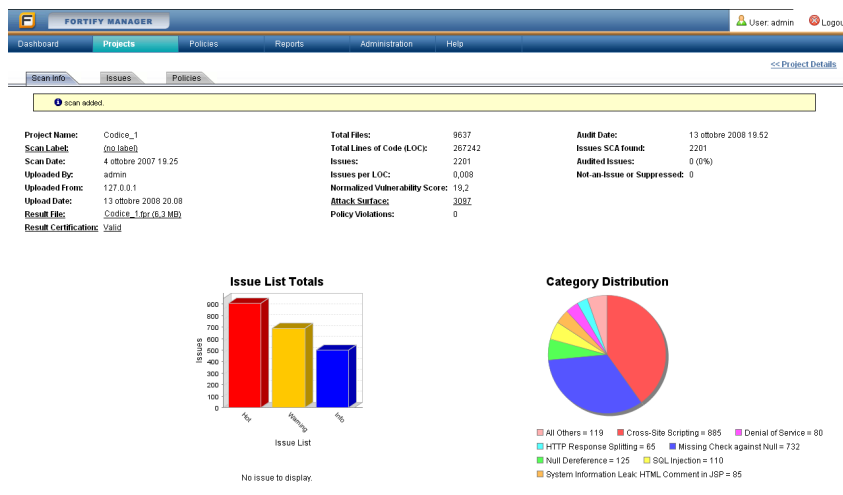 F FORTIFY MANAGER
User: admin Logou
Dashboard Projects Policies Reports Administration Help
<< Project Details
Scan Info Issues Policies
scan added.
Project Name: Codice_1
Scan Label: (no label)
Scan Date: 4 ottobre 2007 19.25
Uploaded By: admin
Uploaded From: 127.0.0.1
Upload Date: 13 ottobre 2008 20.08
Result File: Codice_1.fpr (6,3 MB)
Result Certification: Valid
Total Files: 9637
Total Lines of Code (LOC): 267242
Issues: 2201
Issues per LOC: 0,008
Normalized Vulnerability Score: 19,2
Attack Surface: 3097
Policy Violations: 0
Audit Date: 13 ottobre 2008 19.52
Issues SCA found: 2201
Audited Issues: 0 (0%)
Not-an-Issue or Suppressed: 0
Issue List Totals
Issues
900
800
700
600
500
400
300
200
100
0
Hot
Warning
Info
Issue List
No issue to display.
Category Distribution
All Others = 119 Cross-Site Scripting = 885 Denial of Service = 80
HTTP Response Splitting = 65 Missing Check against Null = 732
Null Dereference = 125 SQL Injection = 110
System Information Leak: HTML Comment in JSP = 85